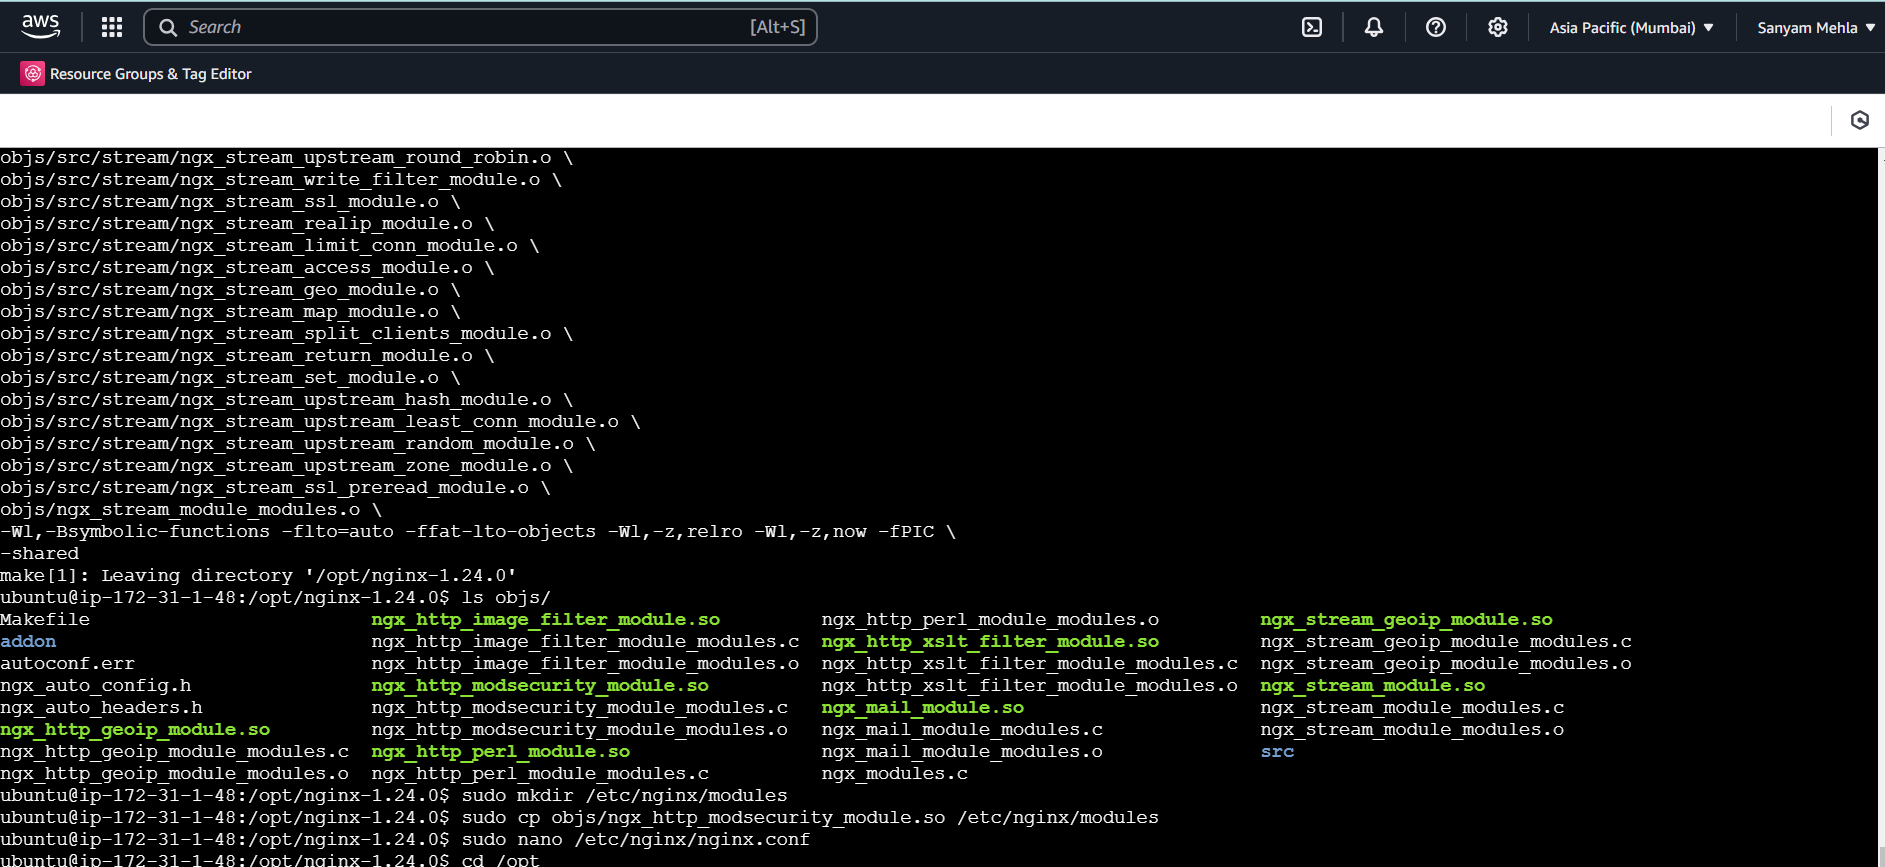 aws
Search [Alt+S]
Asia Pacific (Mumbai) ▼ Sanyam Mehla ▼
Resource Groups & Tag Editor
objs/src/stream/ngx_stream_upstream_round_robin.o \
objs/src/stream/ngx_stream_write_filter_module.o \
objs/src/stream/ngx_stream_ssl_module.o \
objs/src/stream/ngx_stream_realip_module.o \
objs/src/stream/ngx_stream_limit_conn_module.o \
objs/src/stream/ngx_stream_access_module.o \
objs/src/stream/ngx_stream_geo_module.o \
objs/src/stream/ngx_stream_map_module.o \
objs/src/stream/ngx_stream_split_clients_module.o \
objs/src/stream/ngx_stream_return_module.o \
objs/src/stream/ngx_stream_set_module.o \
objs/src/stream/ngx_stream_upstream_hash_module.o \
objs/src/stream/ngx_stream_upstream_least_conn_module.o \
objs/src/stream/ngx_stream_upstream_random_module.o \
objs/src/stream/ngx_stream_upstream_zone_module.o \
objs/src/stream/ngx_stream_ssl_preread_module.o \
objs/ngx_stream_module_modules.o \
-Wl,-Bsymbolic-functions -flto=auto -ffat-lto-objects -Wl,-z,relro -Wl,-z,now -fPIC \
-shared
make[1]: Leaving directory '/opt/nginx-1.24.0'
ubuntu@ip-172-31-1-48:/opt/nginx-1.24.0$ ls objs/
Makefile ngx_http_image_filter_module.so ngx_http_perl_module_modules.o ngx_stream_geoip_module.so
addon ngx_http_image_filter_module_modules.c ngx_http_xslt_filter_module.so ngx_stream_geoip_module_modules.c
autoconf.err ngx_http_image_filter_module_modules.o ngx_http_xslt_filter_module_modules.c ngx_stream_geoip_module_modules.o
ngx_auto_config.h ngx_http_modsecurity_module.so ngx_http_xslt_filter_module_modules.o ngx_stream_module.so
ngx_auto_headers.h ngx_http_modsecurity_module_modules.c ngx_mail_module.so ngx_stream_module_modules.c
ngx_http_geoip_module.so ngx_http_modsecurity_module_modules.o ngx_mail_module_modules.c ngx_stream_module_modules.o
ngx_http_geoip_module_modules.c ngx_http_perl_module.so ngx_mail_module_modules.o src
ngx_http_geoip_module_modules.o ngx_http_perl_module_modules.c ngx_modules.c
ubuntu@ip-172-31-1-48:/opt/nginx-1.24.0$ sudo mkdir /etc/nginx/modules
ubuntu@ip-172-31-1-48:/opt/nginx-1.24.0$ sudo cp objs/ngx_http_modsecurity_module.so /etc/nginx/modules
ubuntu@ip-172-31-1-48:/opt/nginx-1.24.0$ sudo nano /etc/nginx/nginx.conf
ubuntu@ip-172-31-1-48:/opt/nginx-1.24.0$ cd /opt